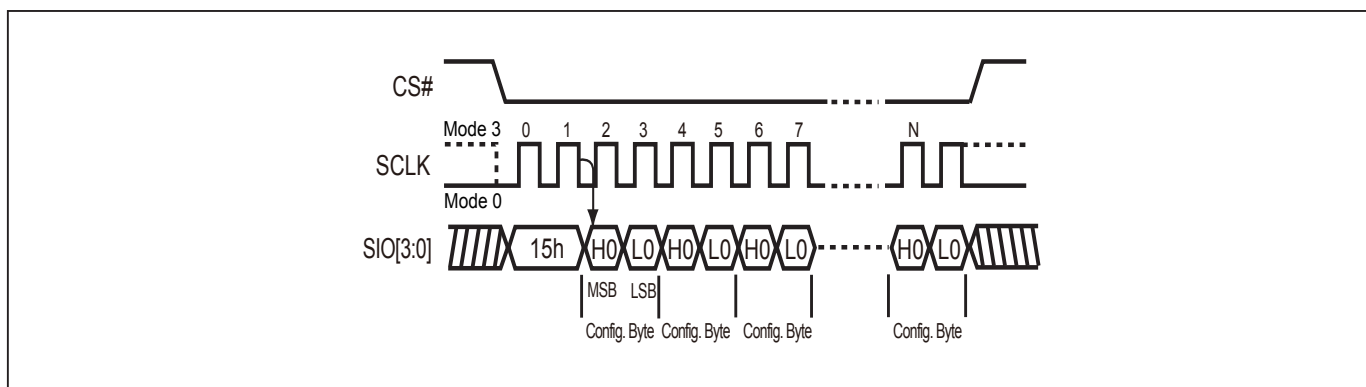 CS#
Mode 3 0 1 2 3 4 5 6 7 N
SCLK
Mode 0
SIO[3:0] 15h H0 L0 H0 L0 H0 L0 H0 L0
MSB LSB
Config. Byte Config. Byte Config. Byte Config. Byte